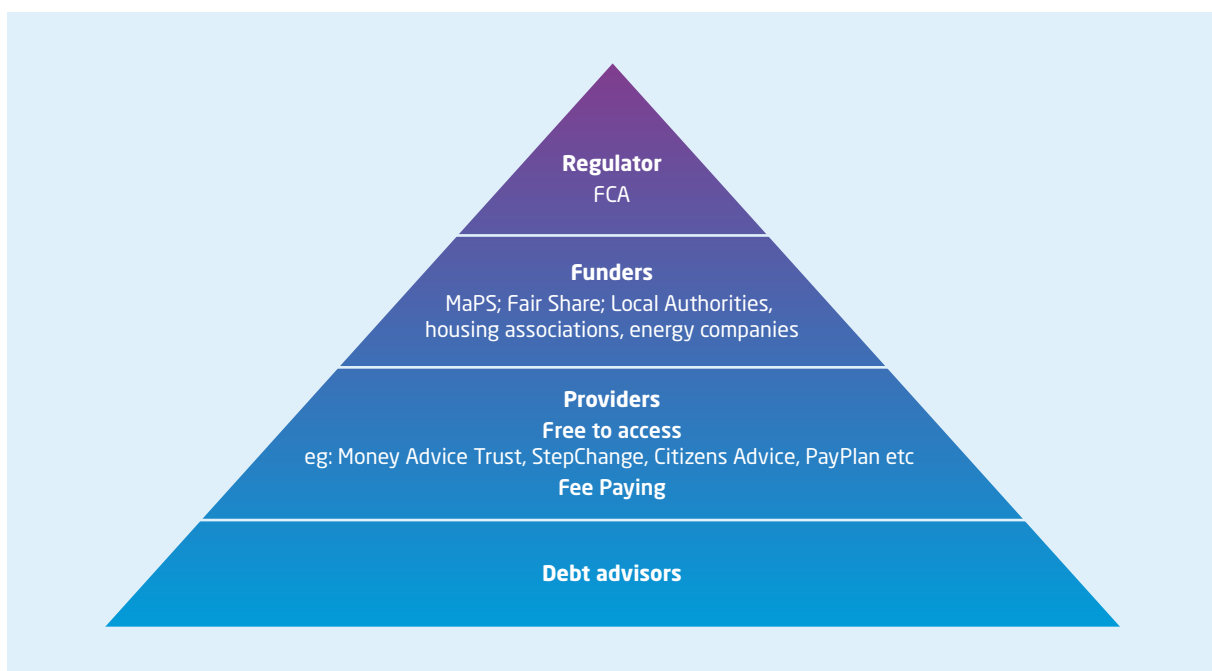 Regulator
FCA
Funders
MaPS; Fair Share; Local Authorities,
housing associations, energy companies
Providers
Free to access
eg: Money Advice Trust, StepChange, Citizens Advice, PayPlan etc
Fee Paying
Debt advisors